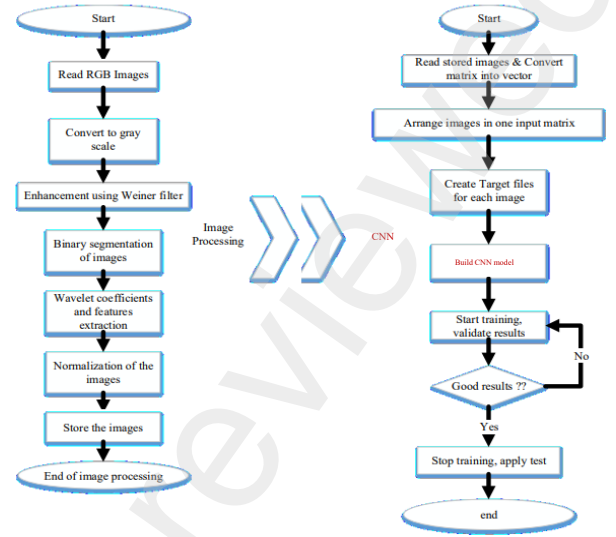 Start
Read RGB Images
Convert to gray
scale
Enhancement using Weiner filter
Binary segmentation
of images
Wavelet coefficients
and features
extraction
Normalization of the
images
Store the images
End of image processing
Image
Processing
CNN
Start
Read stored images & Convert
matrix into vector
Arrange images in one input matrix
Create Target files
for each image
Build CNN model
Start training,
validate results
No
Good results ??
Yes
Stop training, apply test
end
reviewed